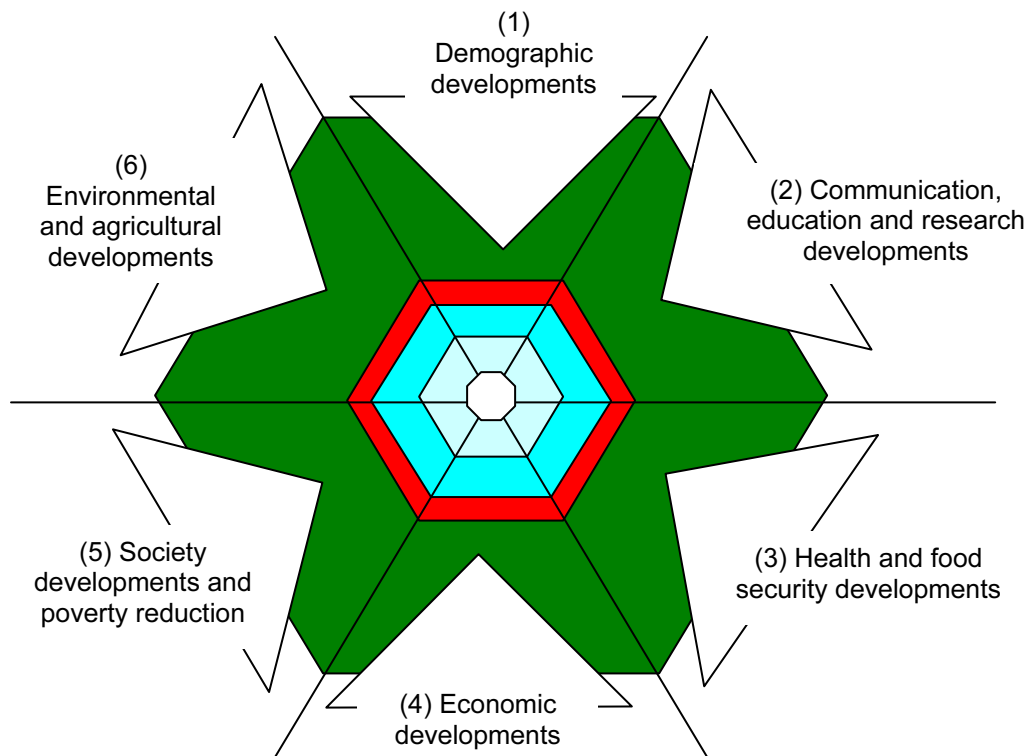 (1)
Demographic
developments
(2) Communication,
education and research
developments
(3) Health and food
security developments
(4) Economic
developments
(5) Society
developments and
poverty reduction
(6)
Environmental
and agricultural
developments